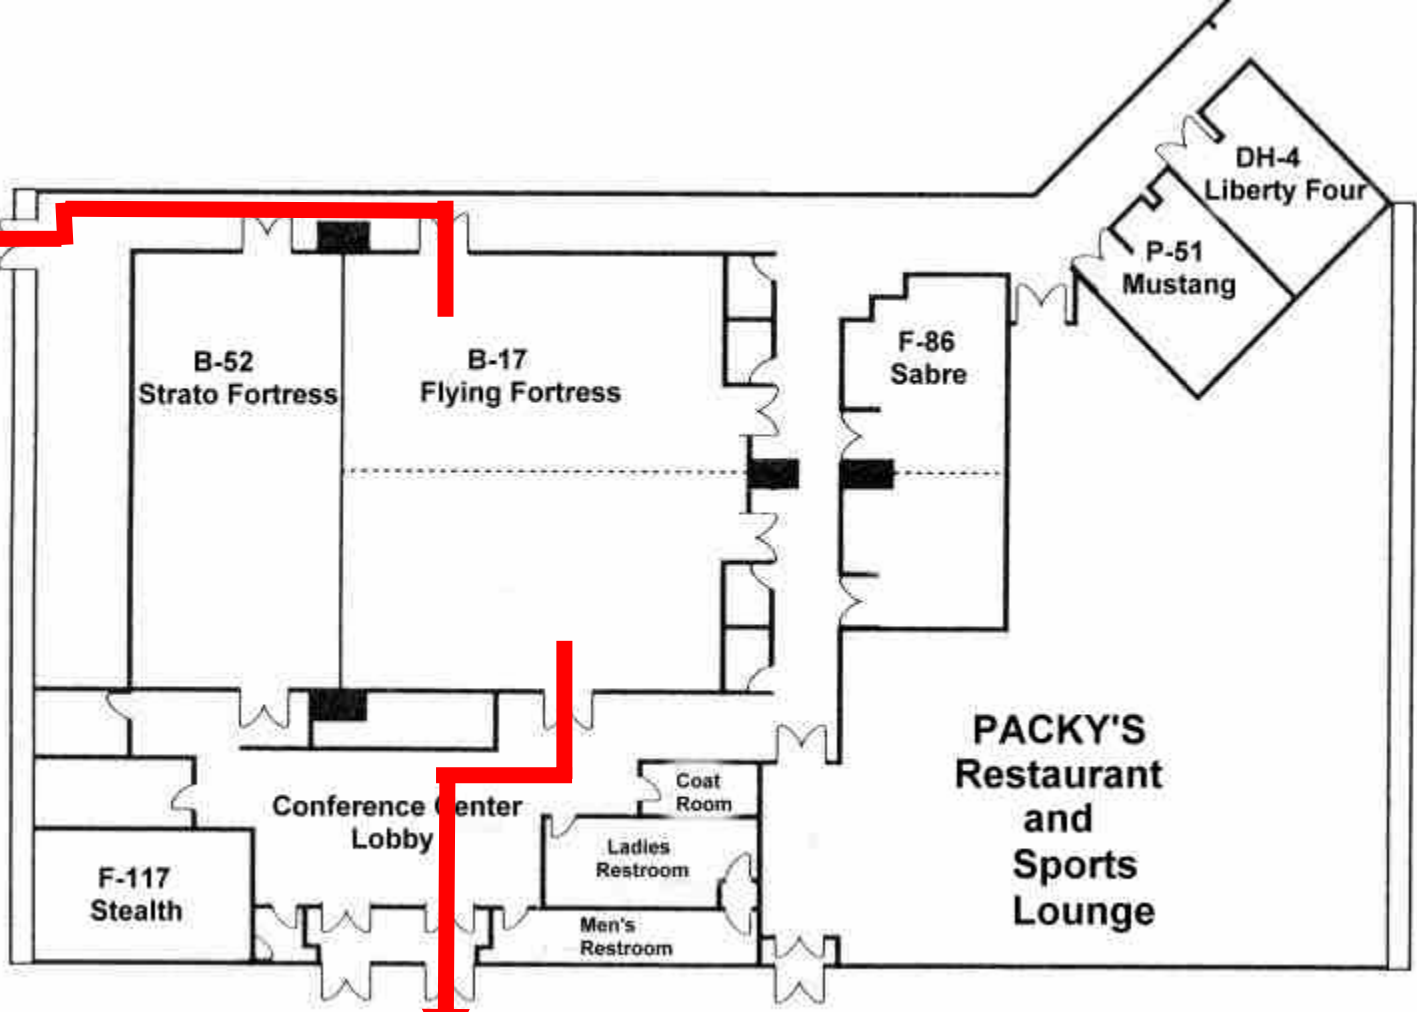 DH-4
Liberty Four
P-51
Mustang
F-86
Sabre
B-52
Strato Fortress
B-17
Flying Fortress
PACKY'S
Restaurant
and
Sports
Lounge
Coat
Room
Conference Center
Lobby
Ladies
Restroom
F-117
Stealth
Men's
Restroom